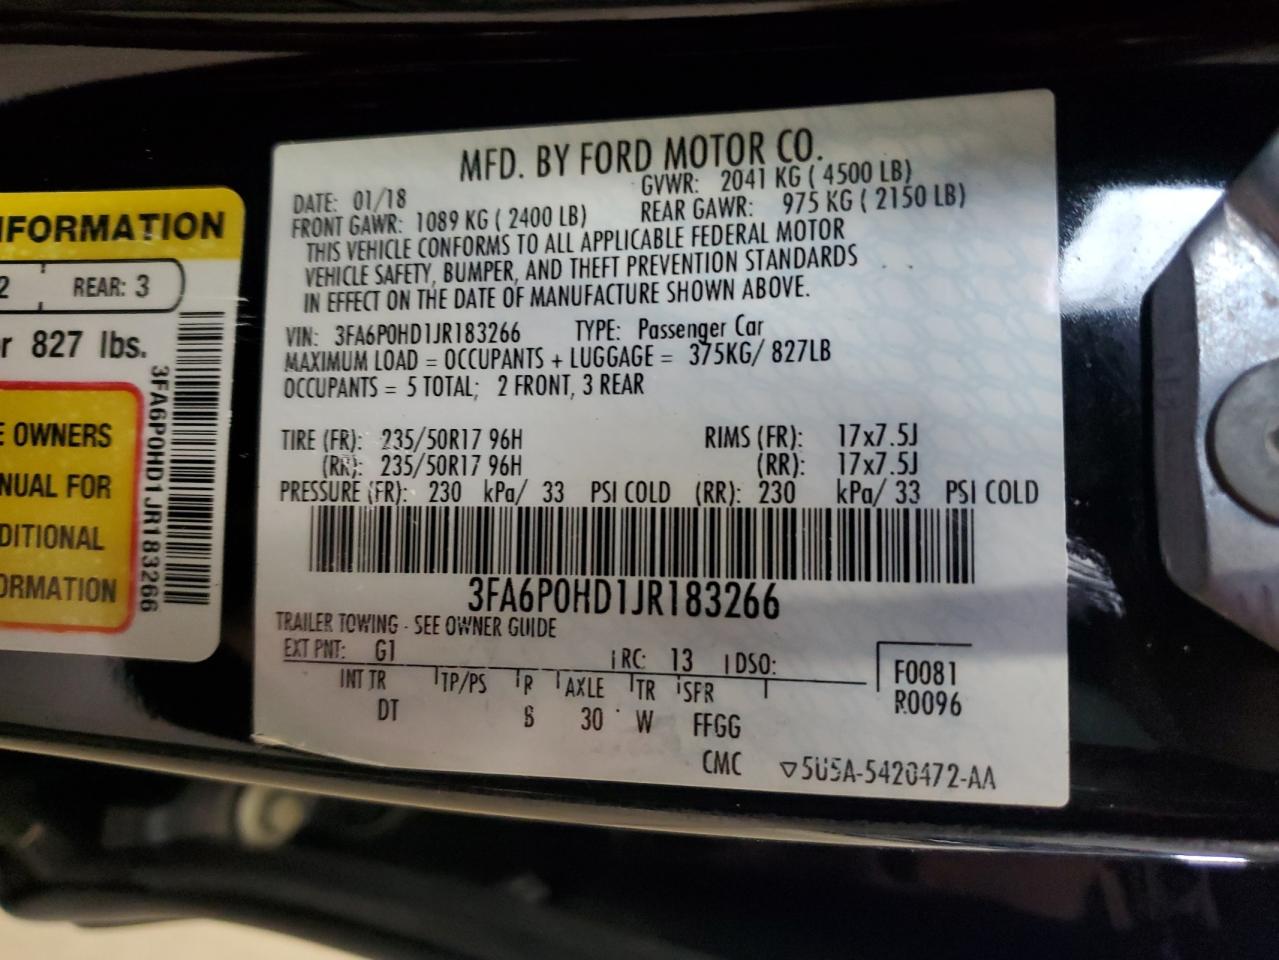 MFD. BY FORD MOTOR CO.
DATE: 01/18 GVWR: 2041 KG ( 4500 LB)
FRONT GAWR: 1089 KG ( 2400 LB) REAR GAWR: 975 KG ( 2150 LB)
THIS VEHICLE CONFORMS TO ALL APPLICABLE FEDERAL MOTOR
VEHICLE SAFETY, BUMPER, AND THEFT PREVENTION STANDARDS
IN EFFECT ON THE DATE OF MANUFACTURE SHOWN ABOVE.
VIN: 3FA6P0HD1JR183266 TYPE: Passenger Car
MAXIMUM LOAD = OCCUPANTS + LUGGAGE = 375KG/ 827LB
OCCUPANTS = 5 TOTAL; 2 FRONT, 3 REAR
TIRE (FR): 235/50R17 96H RIMS (FR): 17x7.5J
(RR): 235/50R17 96H (RR): 17x7.5J
PRESSURE (FR): 230 kPa/ 33 PSI COLD (RR): 230 kPa/ 33 PSI COLD
3FA6P0HD1JR183266
TRAILER TOWING - SEE OWNER GUIDE
EXT PNT: G1 RC: 13 DSO:
F0081
INT TR TP/PS R AXLE TR SFR
R0096
DT 30 W FFGG
CMC 5U5A-5420472-AA
NFORMATION
2 REAR: 3
r 827 lbs.
E OWNERS
NUAL FOR
DITIONAL
ORMATION
3FA6P0HD1JR183266